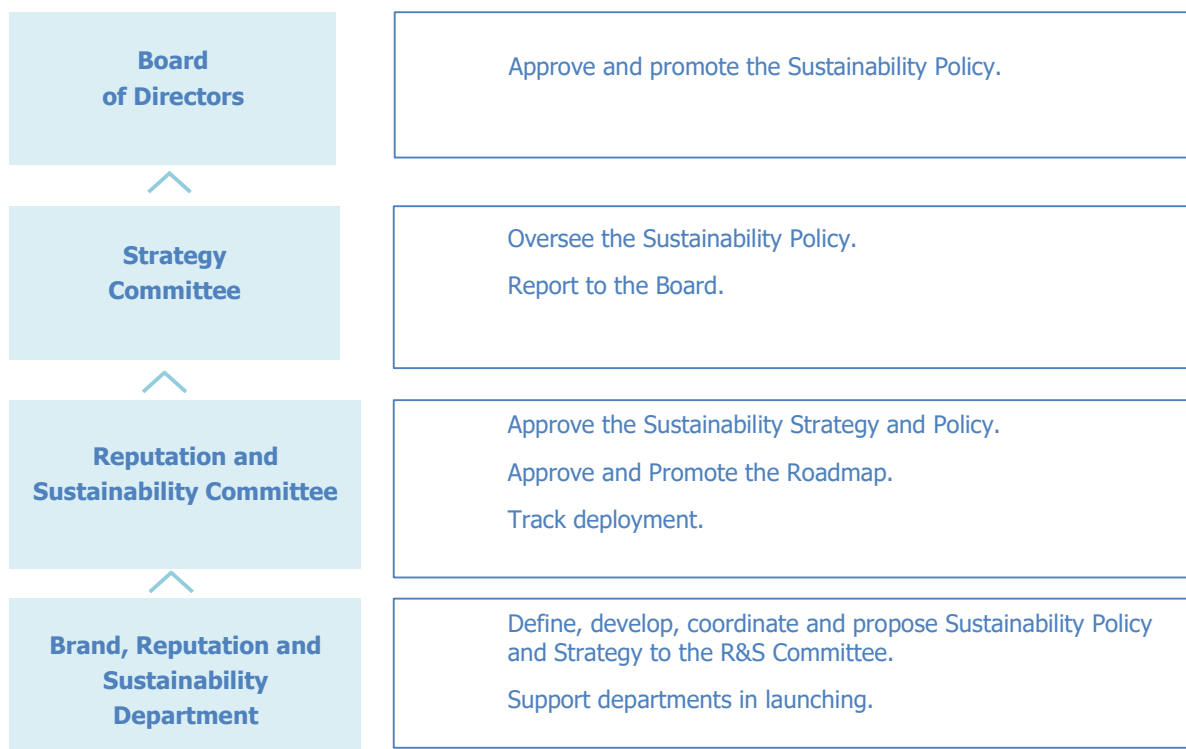 Board
of Directors
Approve and promote the Sustainability Policy.
Strategy
Committee
Oversee the Sustainability Policy.
Report to the Board.
Reputation and
Sustainability Committee
Approve the Sustainability Strategy and Policy.
Approve and Promote the Roadmap.
Track deployment.
Brand, Reputation and
Sustainability
Department
Define, develop, coordinate and propose Sustainability Policy
and Strategy to the R&S Committee.
Support departments in launching.